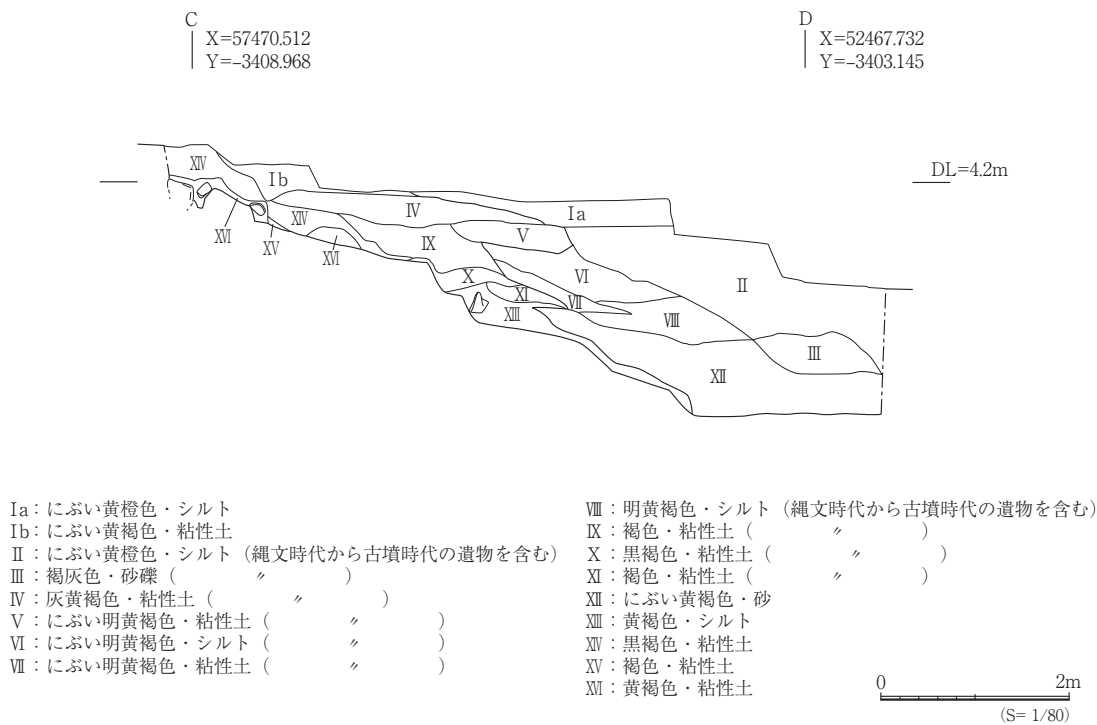 C
X=57470.512
Y=-3408.968
D
X=52467.732
Y=-3403.145
DL=4.2m
XIV
Ib
IV
Ia
XIV
XVI
XV
XVI
IX
V
X
VI
II
XI
VII
XIII
VIII
III
XII
Ia：にぶい黄橙色・シルト
Ib：にぶい黄褐色・粘性土
II：にぶい黄橙色・シルト（縄文時代から古墳時代の遺物を含む）
III：褐灰色・砂礫（ 〃 ）
IV：灰黄褐色・粘性土（ 〃 ）
V：にぶい明黄褐色・粘性土（ 〃 ）
VI：にぶい明黄褐色・シルト（ 〃 ）
VII：にぶい明黄褐色・粘性土（ 〃 ）
VIII：明黄褐色・シルト（縄文時代から古墳時代の遺物を含む）
IX：褐色・粘性土（ 〃 ）
X：黒褐色・粘性土（ 〃 ）
XI：褐色・粘性土（ 〃 ）
XII：にぶい黄褐色・砂
XIII：黄褐色・シルト
XIV：黒褐色・粘性土
XV：褐色・粘性土
XVI：黄褐色・粘性土
0 2m
(S= 1/80)